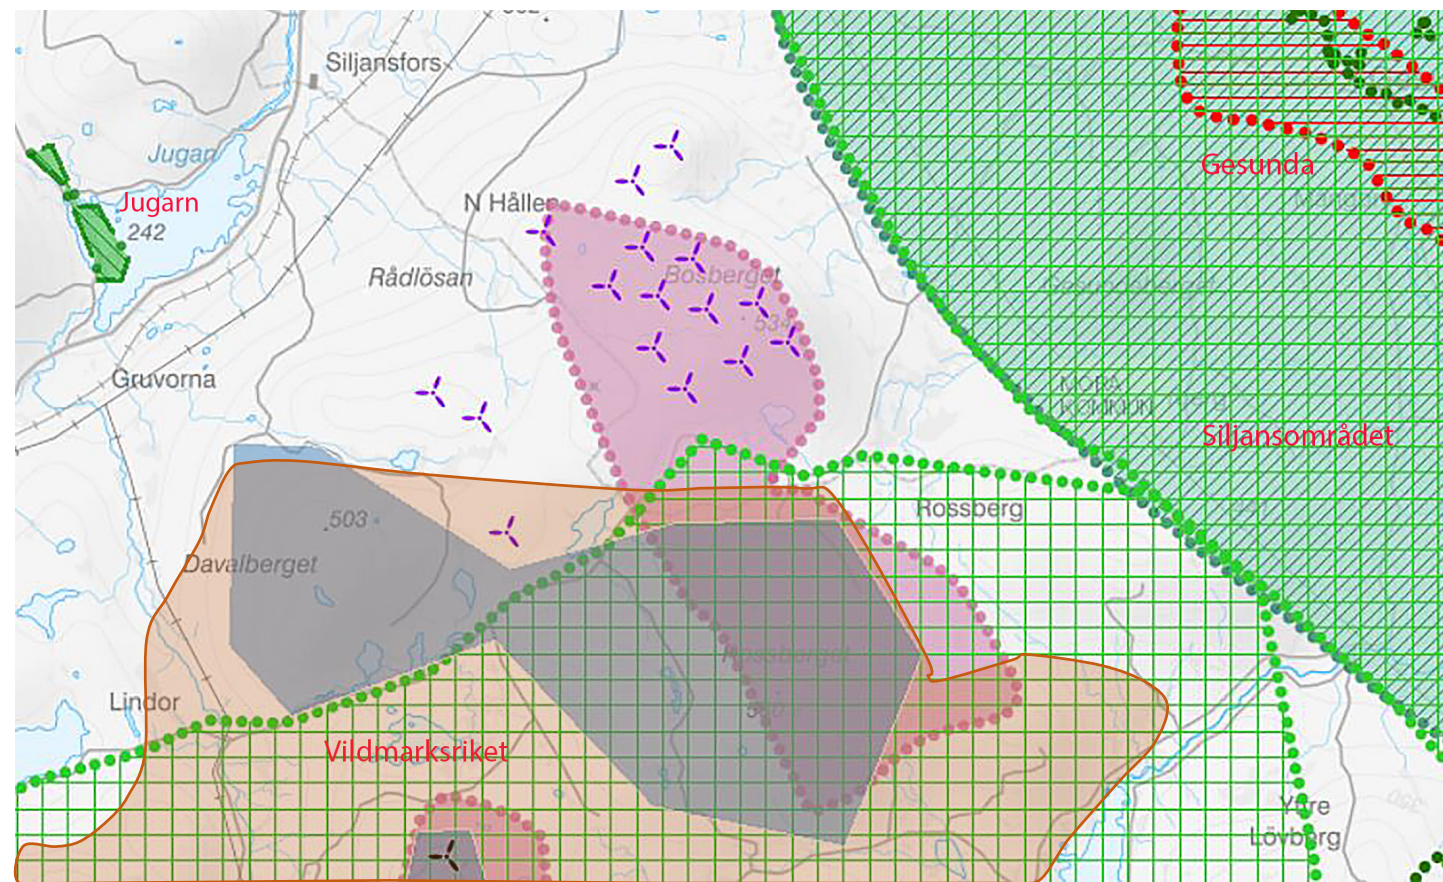 Siljansfors
Jugan
Gesunda
Jugarn
N Hållen
242
Rådlösan
Bosberget
534
Gruvorna
MORA
KOMMUN
Siljansområdet
503
Rossberg
Davalberget
Rossberget
Lindor
Vildmarksriket
Yttre
Lövberg